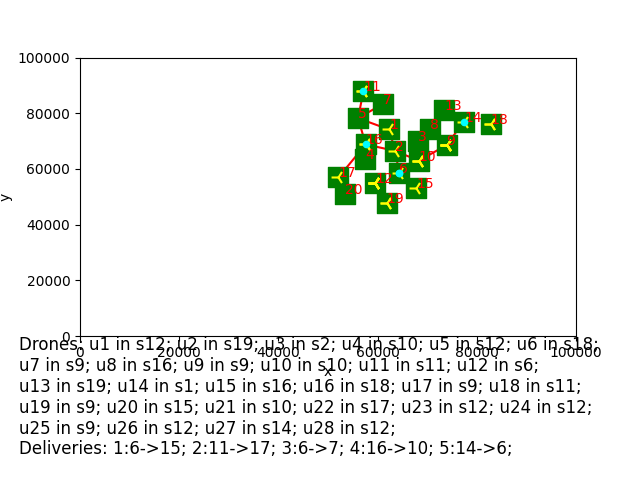 100000
80000
60000
40000
20000
0
y
0 20000 40000 60000 80000 100000
x
Drones: u1 in s12; u2 in s19; u3 in s2; u4 in s10; u5 in s12; u6 in s18;
u7 in s9; u8 in s16; u9 in s9; u10 in s10; u11 in s11; u12 in s6;
u13 in s19; u14 in s1; u15 in s16; u16 in s18; u17 in s9; u18 in s11;
u19 in s9; u20 in s15; u21 in s10; u22 in s17; u23 in s12; u24 in s12;
u25 in s9; u26 in s12; u27 in s14; u28 in s12;
Deliveries: 1:6->15; 2:11->17; 3:6->7; 4:16->10; 5:14->6;